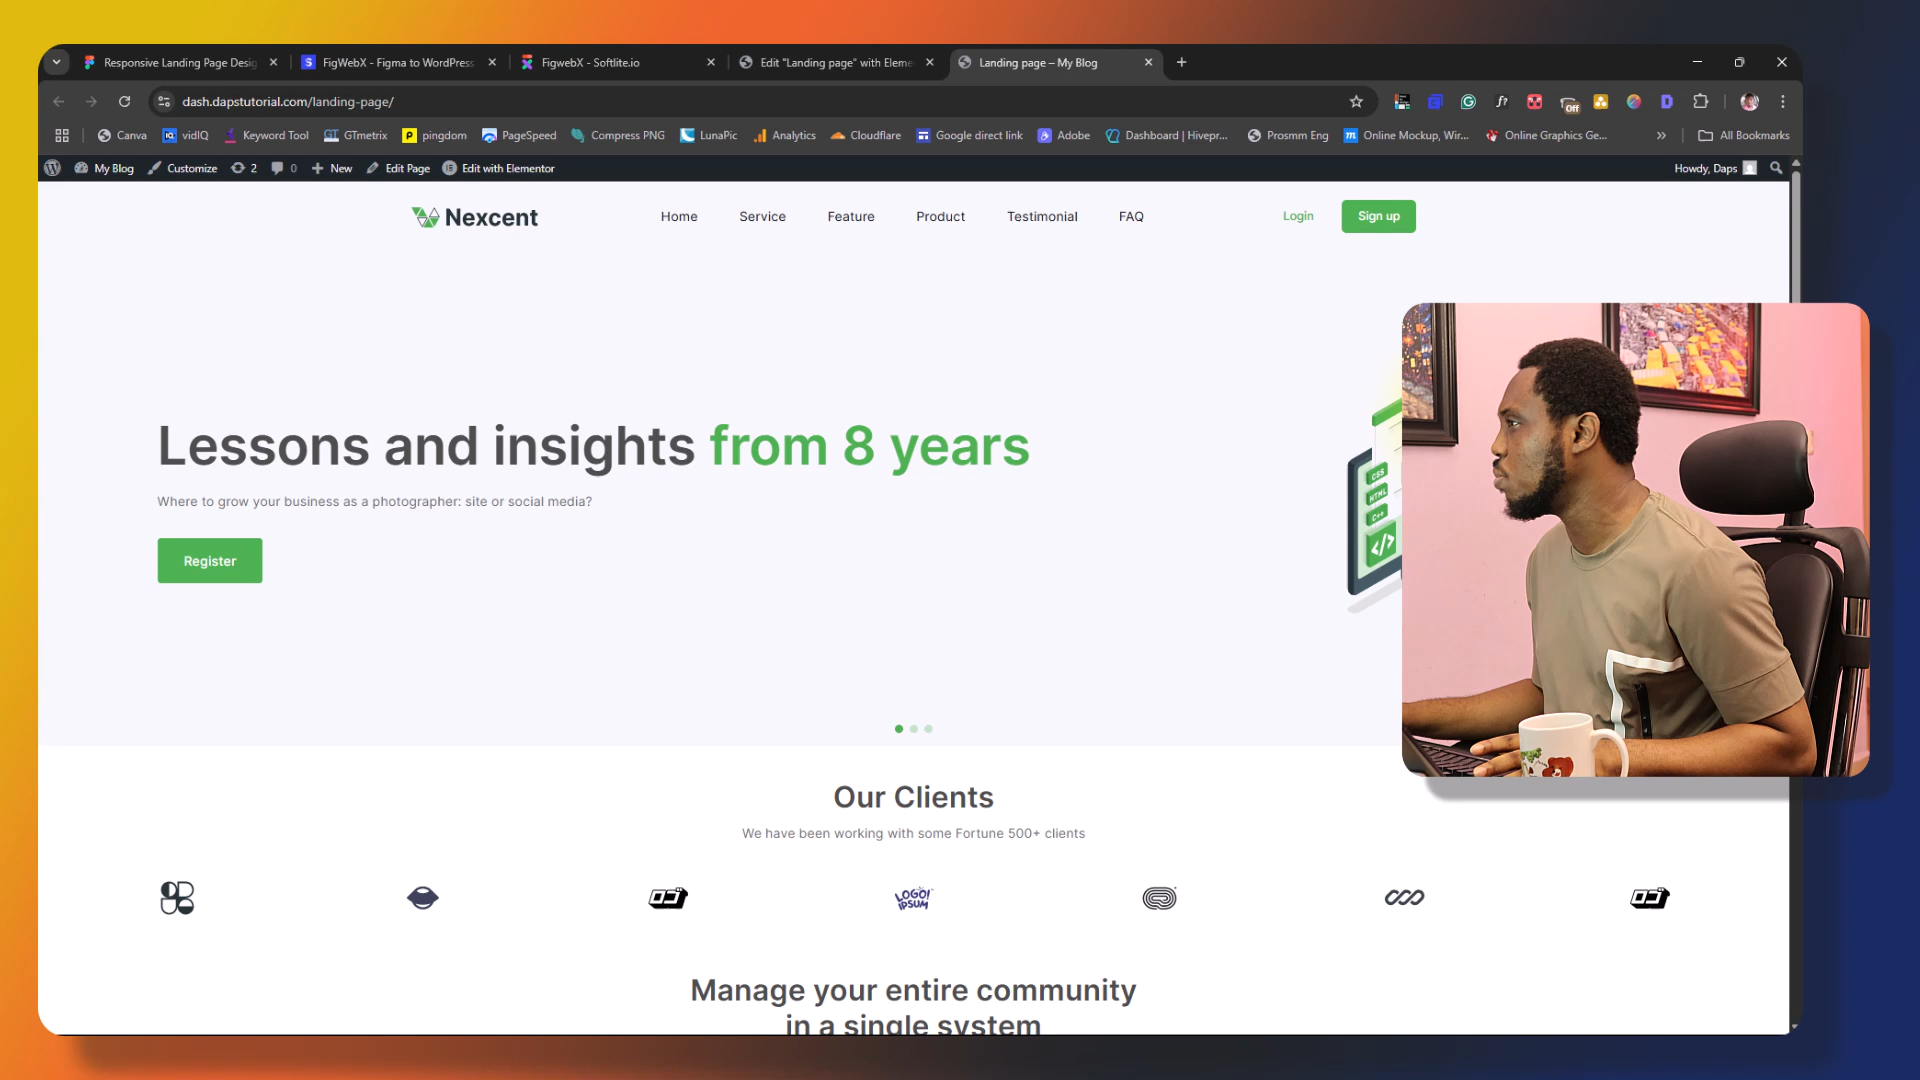 Responsive Landing Page Desig
FigWebX - Figma to WordPress
FigwebX - Softlite.io
Edit "Landing page" with Eleme
Landing page – My Blog
dash.dapstutorial.com/landing-page/
f?
Off
D
Canva
vidIQ
Keyword Tool
GTmetrix
pingdom
PageSpeed
Compress PNG
LunaPic
Analytics
Cloudflare
Google direct link
Adobe
Dashboard | Hivepr...
Prosmm Eng
Online Mockup, Wir...
Online Graphics Ge...
»
All Bookmarks
My Blog
Customize
2
0
New
Edit Page
Edit with Elementor
Howdy, Daps
Nexcent
Home
Service
Feature
Product
Testimonial
FAQ
Login
Sign up
Lessons and insights from 8 years
Where to grow your business as a photographer: site or social media?
Register
CSS
HTML
C++
</>
Our Clients
We have been working with some Fortune 500+ clients
LOGO!
IPSUM
Manage your entire community
in a single system